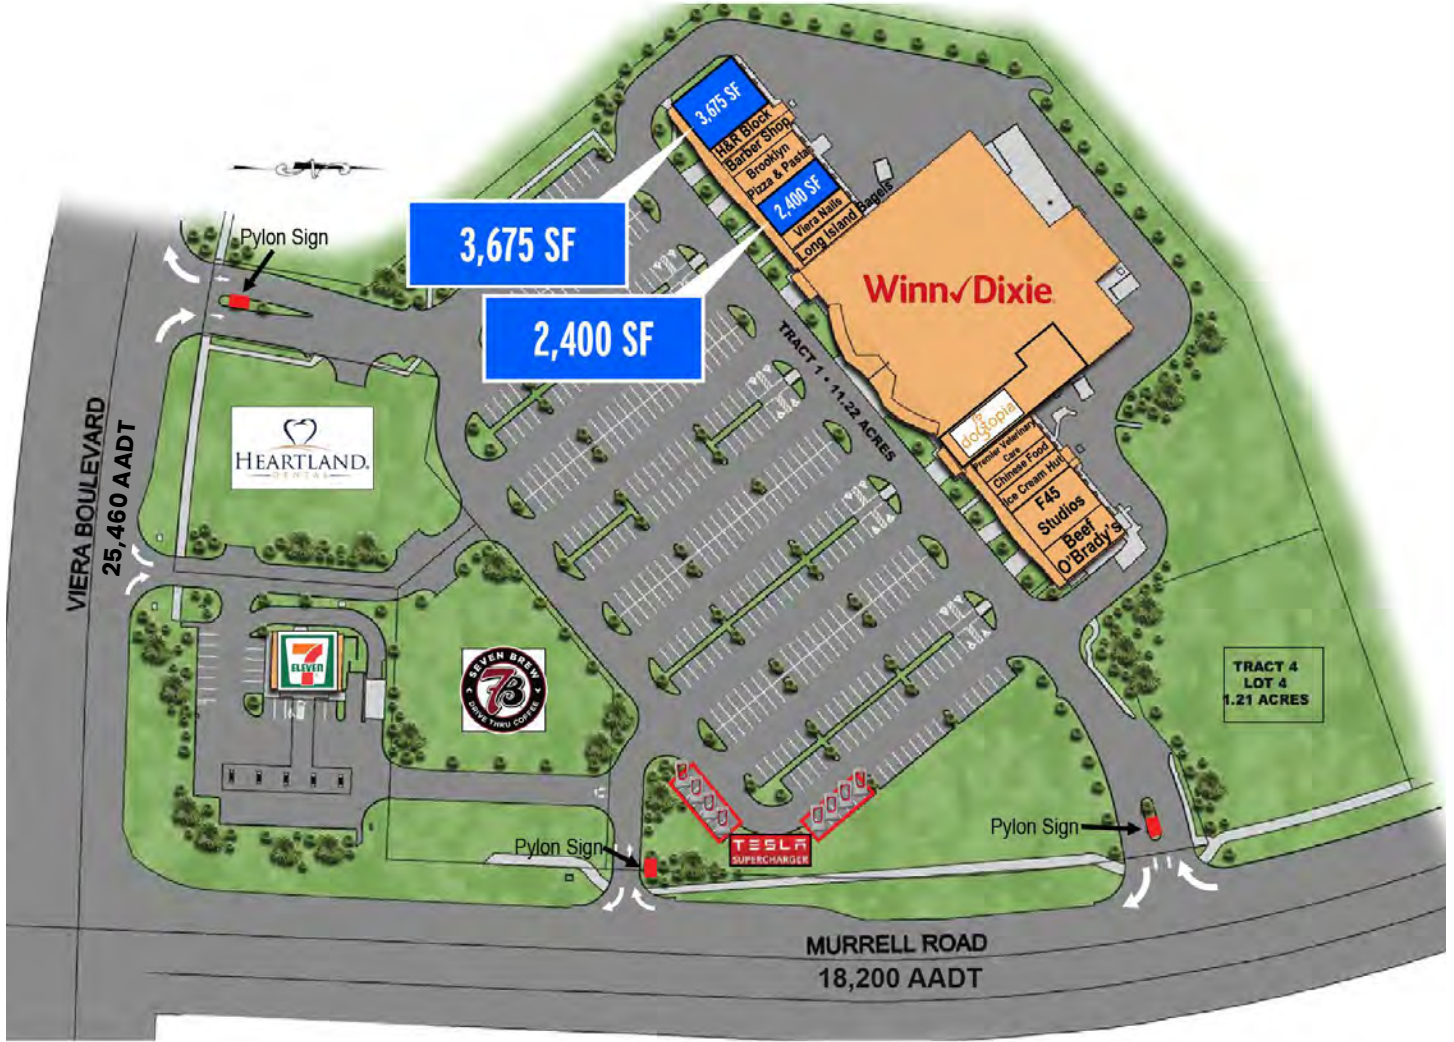 3,675 SF
H&R Block
Barber Shop
Brooklyn
Pizza & Pasta
2,400 SF
Viera Nails
Long Island Bagels
Pylon Sign
3,675 SF
2,400 SF
Winn✓Dixie
TRACT 1 • 11.22 ACRES
dogtopia
Premier Veterinary
Care
Chinese Food
Ice Cream Hut
F45
Studios
Beef
O'Brady's
HEARTLAND.
DENTAL
VIERA BOULEVARD
25,460 AADT
7
ELEVEN
SEVEN BREW
7B
DRIVE THRU COFFEE
TRACT 4
LOT 4
1.21 ACRES
Pylon Sign
Pylon Sign
TESLA
SUPERCHARGER
MURRELL ROAD
18,200 AADT